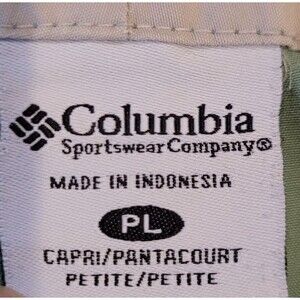 Columbia
Sportswear Company®
MADE IN INDONESIA
PL
CAPRI/PANTACOURT
PETITE/PETITE